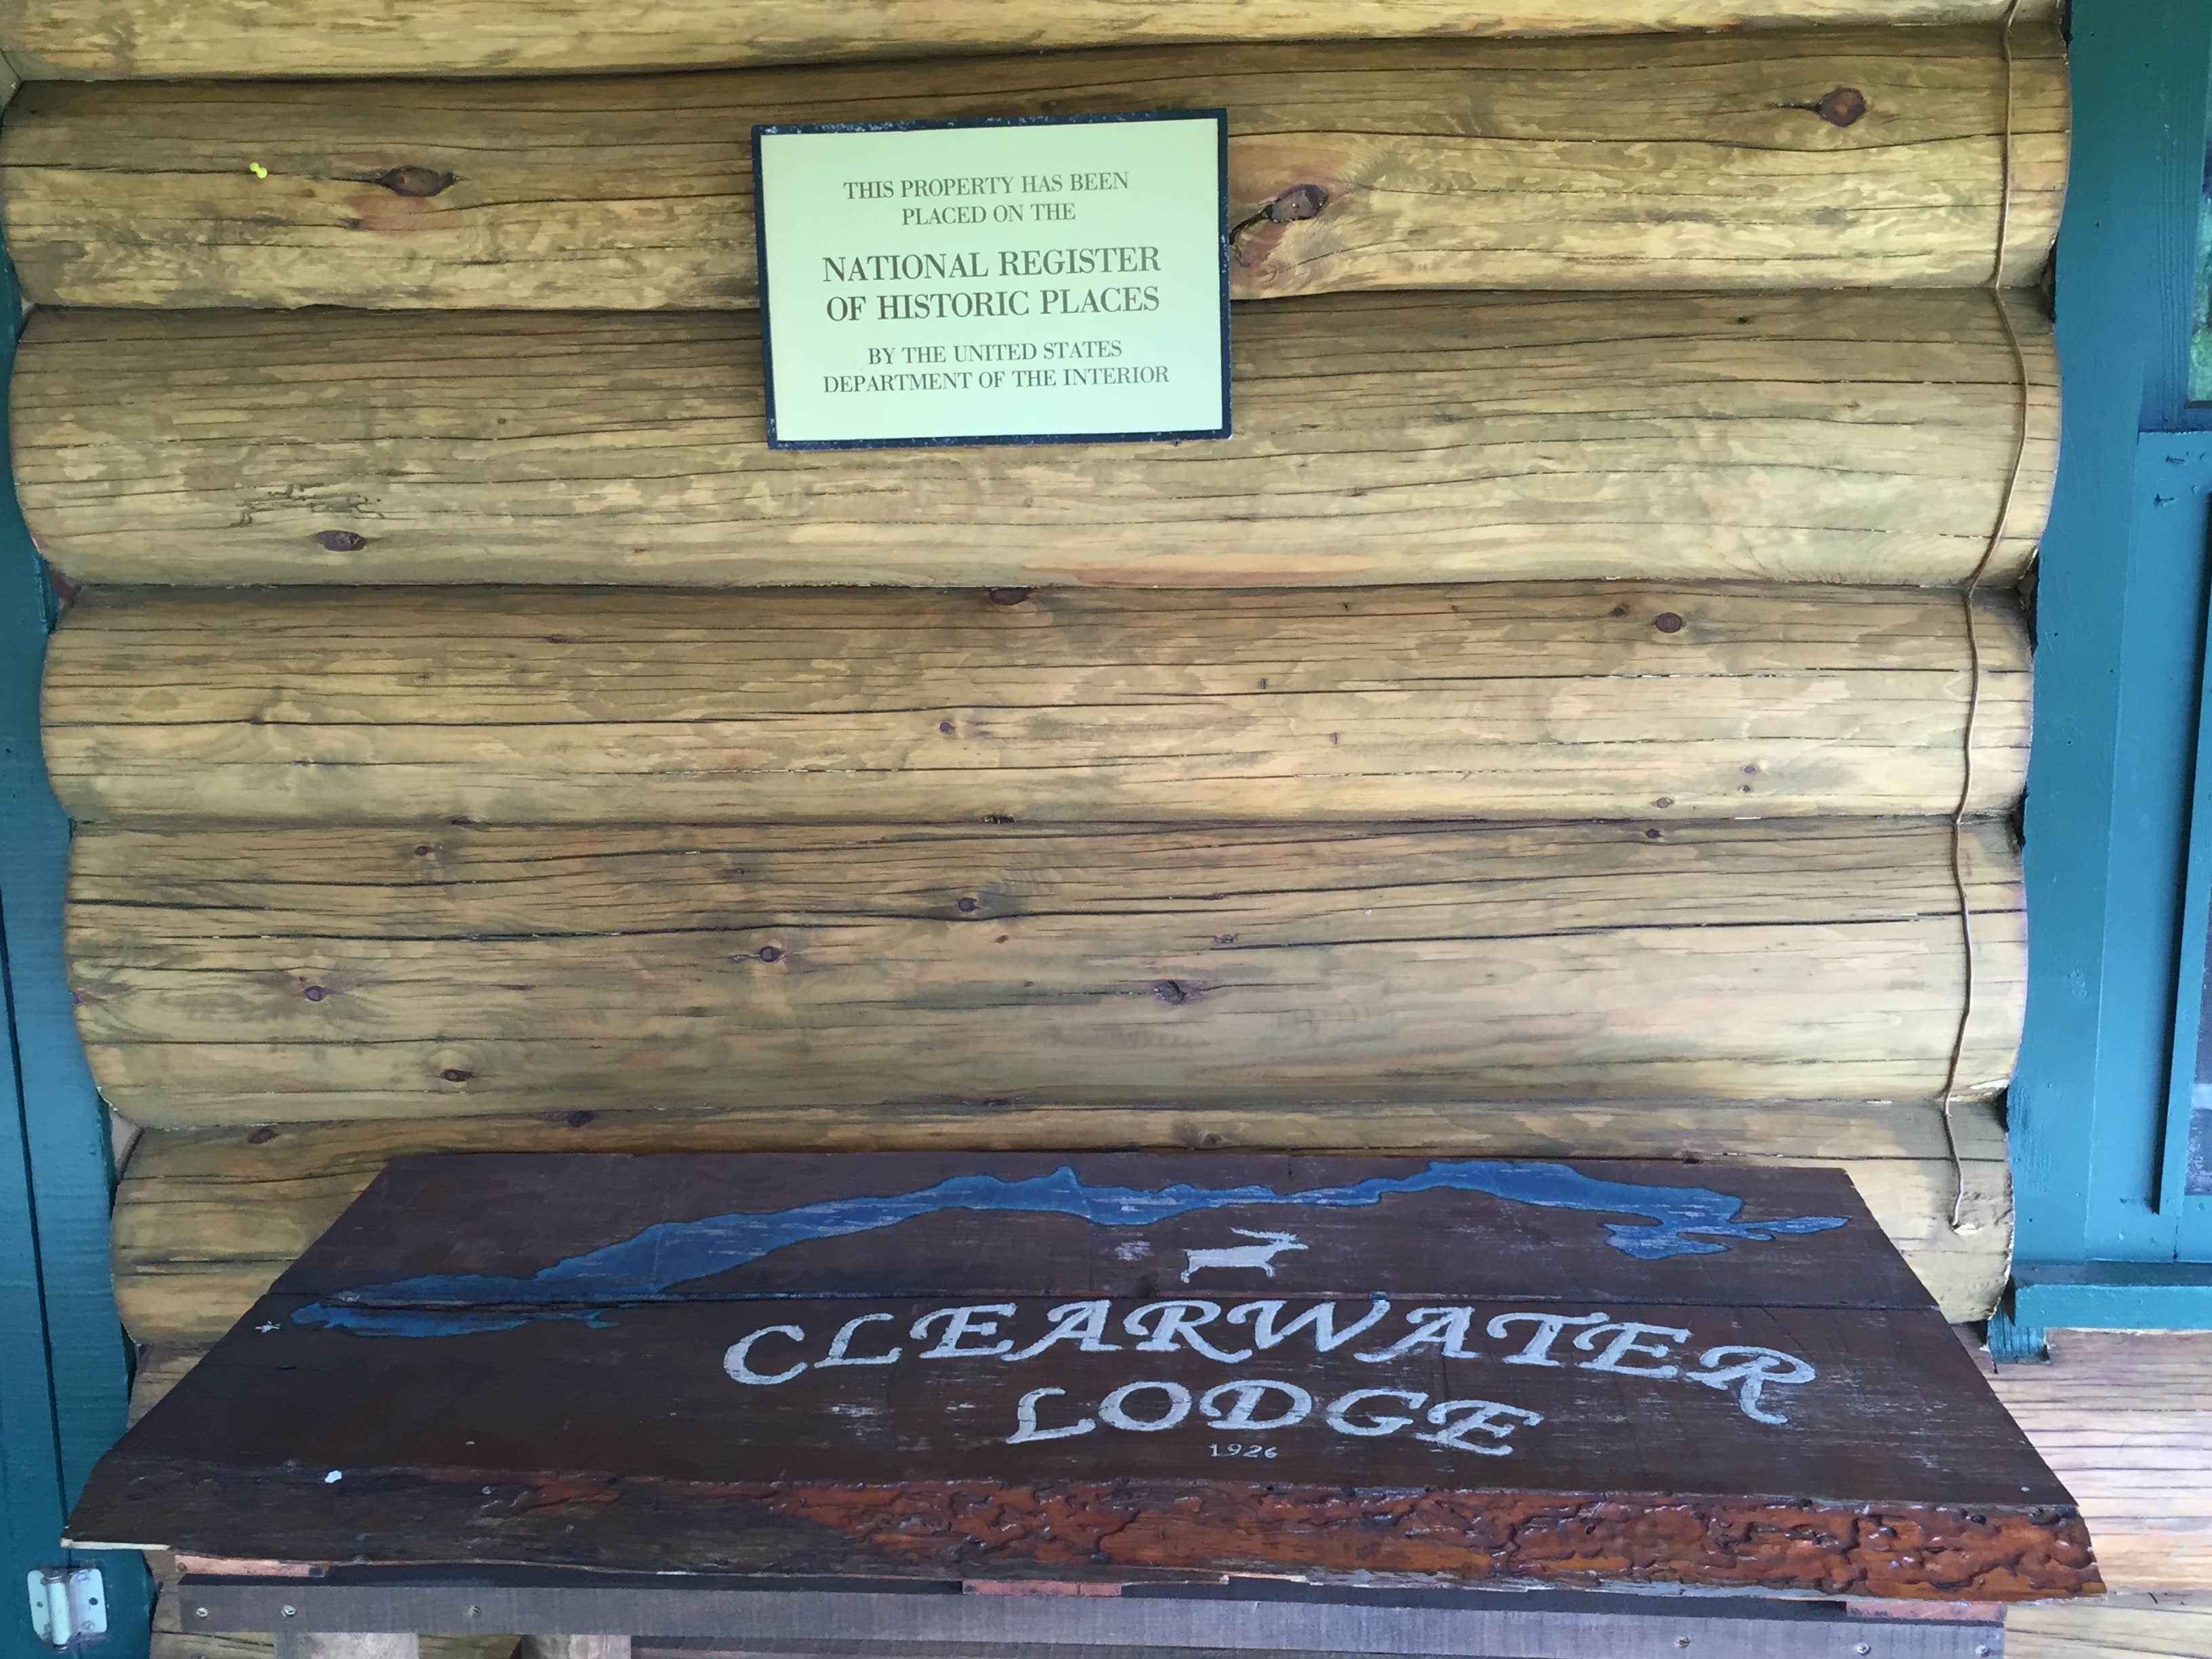 THIS PROPERTY HAS BEEN
PLACED ON THE
NATIONAL REGISTER
OF HISTORIC PLACES
BY THE UNITED STATES
DEPARTMENT OF THE INTERIOR
CLEARWATER
LODGE
1926